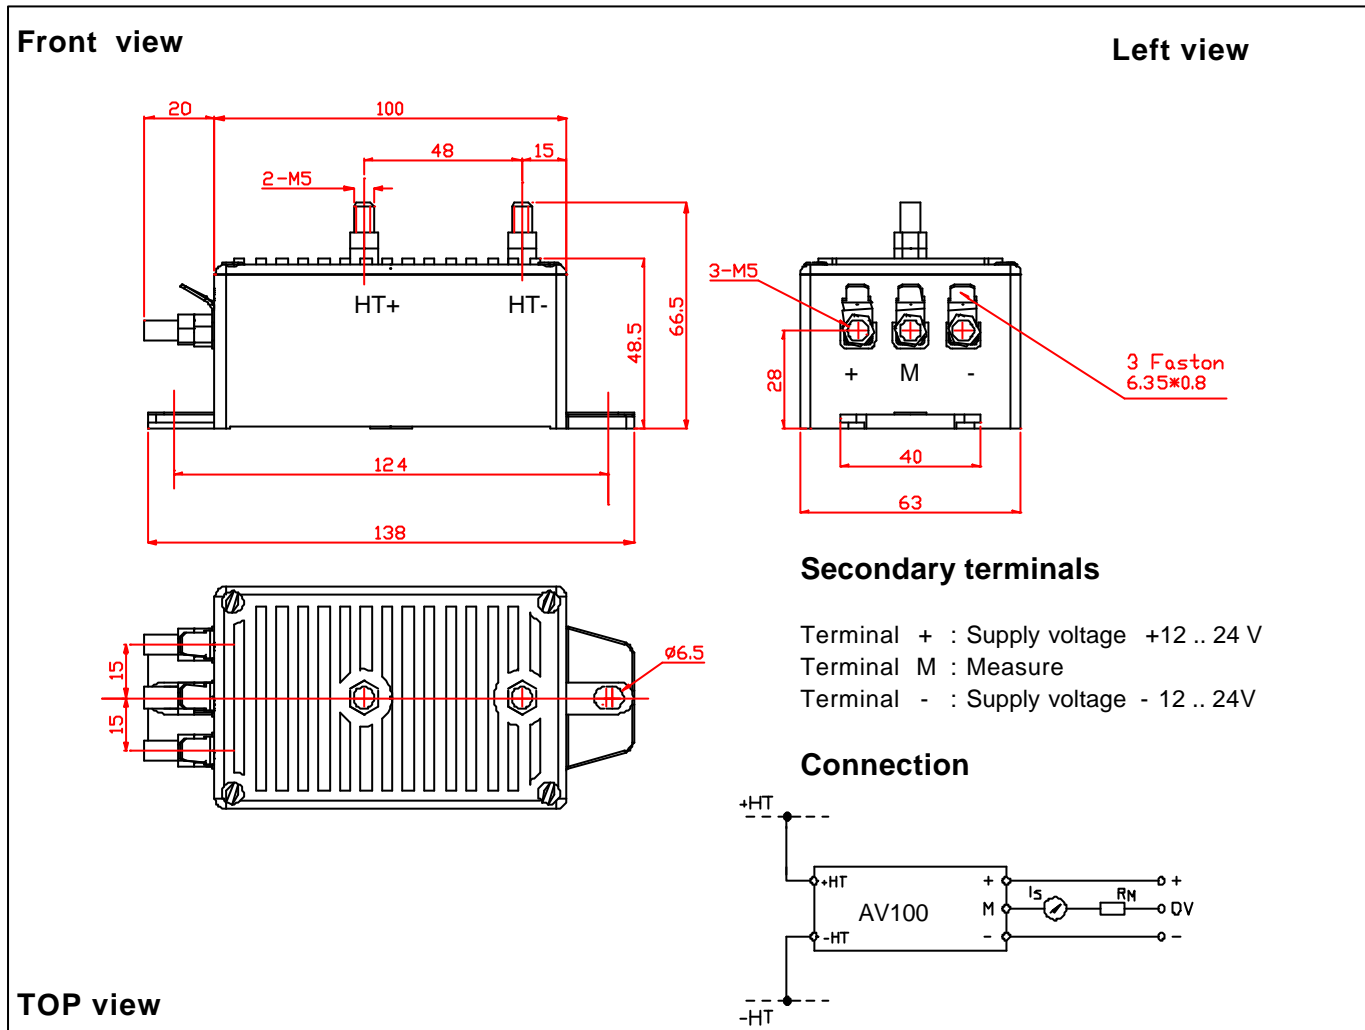 Front view
Left view
20
100
48
15
2-M5
HT+
HT-
48.5
66.5
124
138
3-M5
28
+ M -
3 Faston
6.35*0.8
40
63
15
15
ø6.5
Secondary terminals
Terminal + : Supply voltage +12 .. 24 V
Terminal M : Measure
Terminal - : Supply voltage - 12 .. 24V
Connection
+HT
+HT
AV100
-HT
+
M
-
Is
RM
+
0V
-
-HT
TOP view